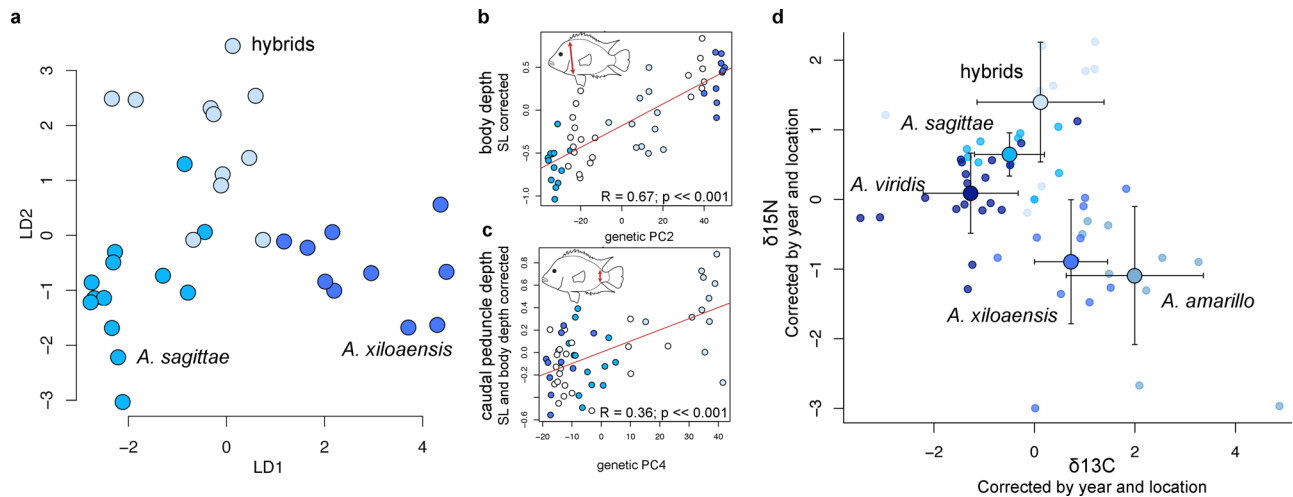 a
hybrids
LD2
3
2
1
0
−1
−2
−3
A. sagittae
A. xiloaensis
−2
0
2
4
LD1
b
body depth
SL corrected
0.5
0.0
-0.5
-1.0
R = 0.67; p << 0.001
-20
0
20
40
genetic PC2
c
caudal peduncle depth
SL and body depth corrected
0.8
0.6
0.4
0.2
0.0
-0.2
-0.6
R = 0.36; p << 0.001
-20
-10
0
10
20
30
40
genetic PC4
d
δ15N
Corrected by year and location
2
1
0
−1
−2
−3
hybrids
A. sagittae
A. viridis
A. xiloaensis
A. amarillo
−2
0
2
4
δ13C
Corrected by year and location